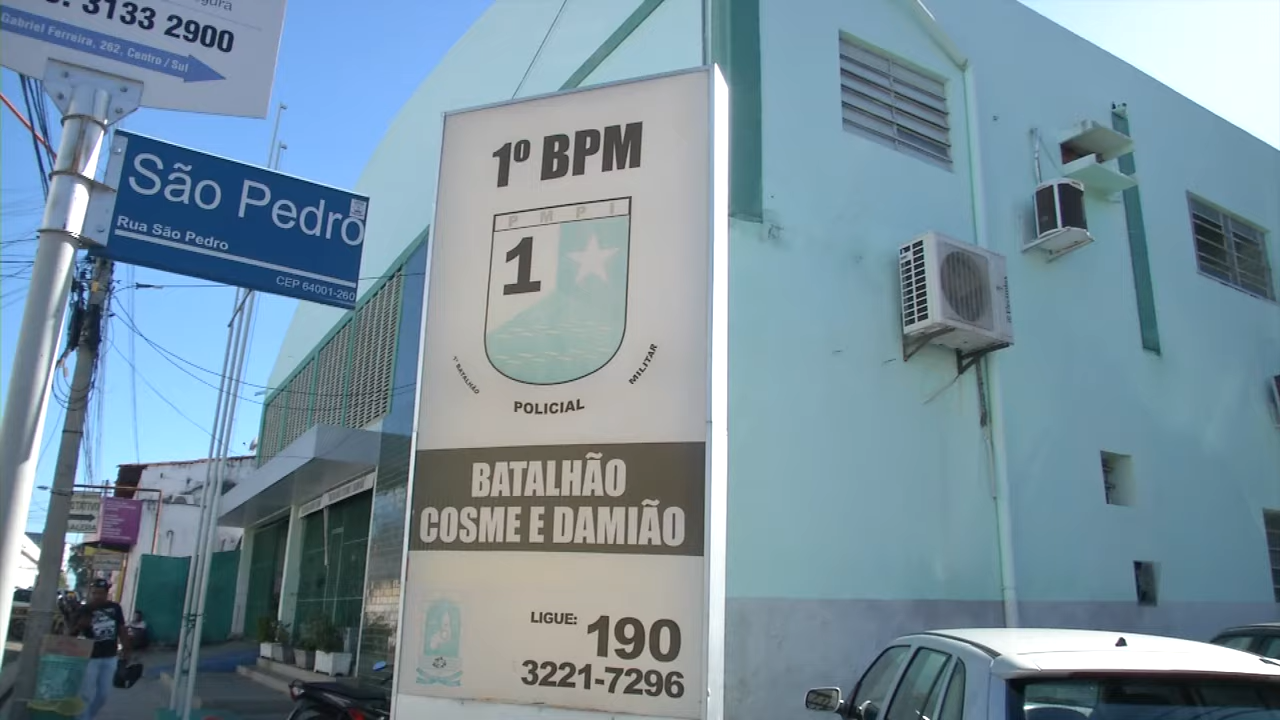 3133 2900
Gabriel Ferreira, 262, Centro / Sul
São Pedro
Rua São Pedro
CEP 64001-260
1º BPM
PMPI
1
1º BATALHÃO
POLICIAL
MILITAR
BATALHÃO
COSME E DAMIÃO
LIGUE: 190
3221-7296